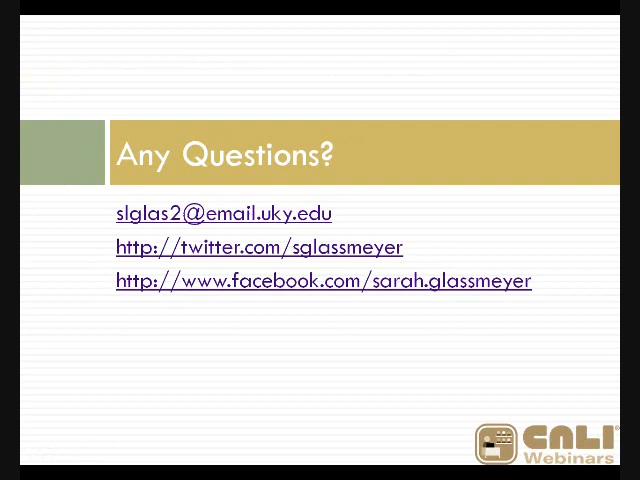 Any Questions?
slglas2@email.uky.edu
http://twitter.com/sglassmeyer
http://www.facebook.com/sarah.glassmeyer
CALI®
Webinars